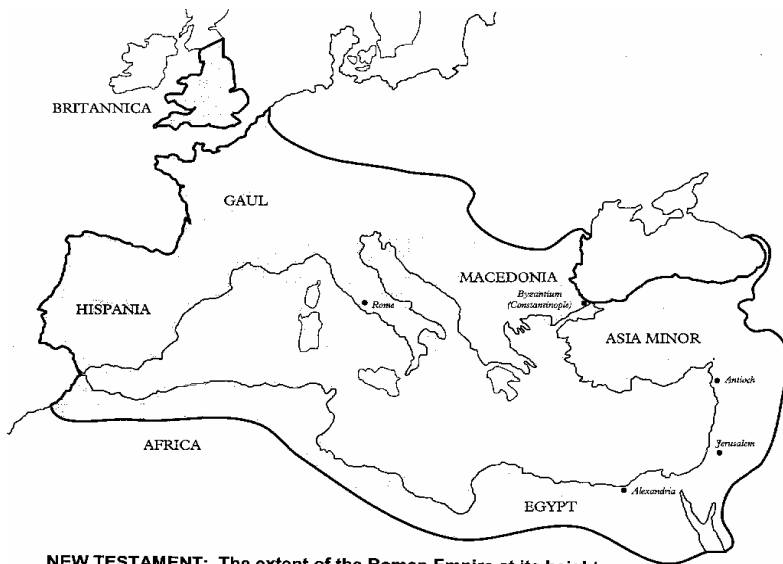 BRITANNICA
GAUL
MACEDONIA
Byzantium
(Constantinople)
Rome
HISPANIA
ASIA MINOR
Antioch
AFRICA
Jerusalem
Alexandria
EGYPT
NEW TESTAMENT: The extent of the Roman Empire at its height